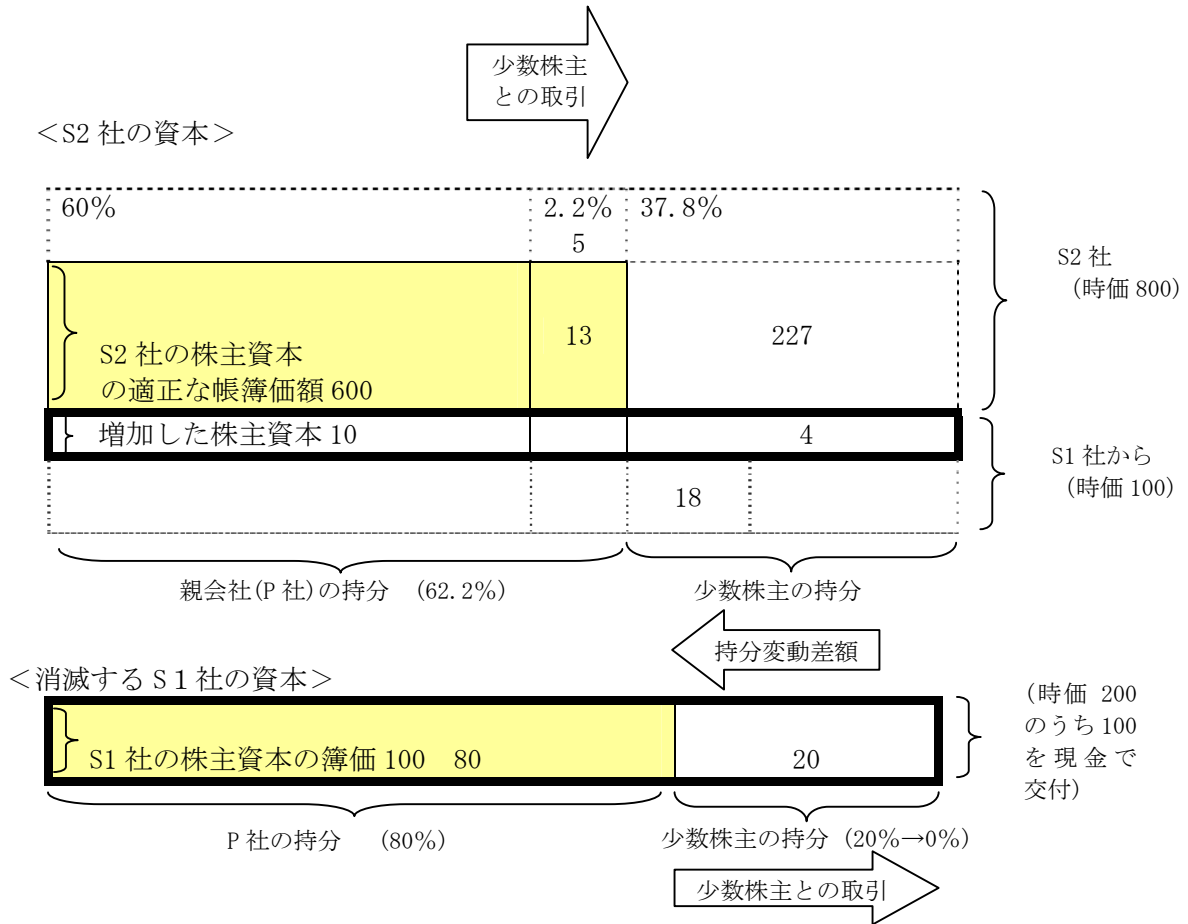 少数株主
との取引
＜S2 社の資本＞
60%
2.2%
37.8%
5
S2 社
（時価 800）
13
227
S2 社の株主資本
の適正な帳簿価額 600
増加した株主資本 10
4
S1 社から
（時価 100）
18
親会社(P 社)の持分　(62.2%)
少数株主の持分
持分変動差額
＜消滅する S１社の資本＞
（時価 200
のうち 100
を現金で
交付）
S1 社の株主資本の簿価 100　80
20
P 社の持分　(80%)
少数株主の持分（20%→0%）
少数株主との取引